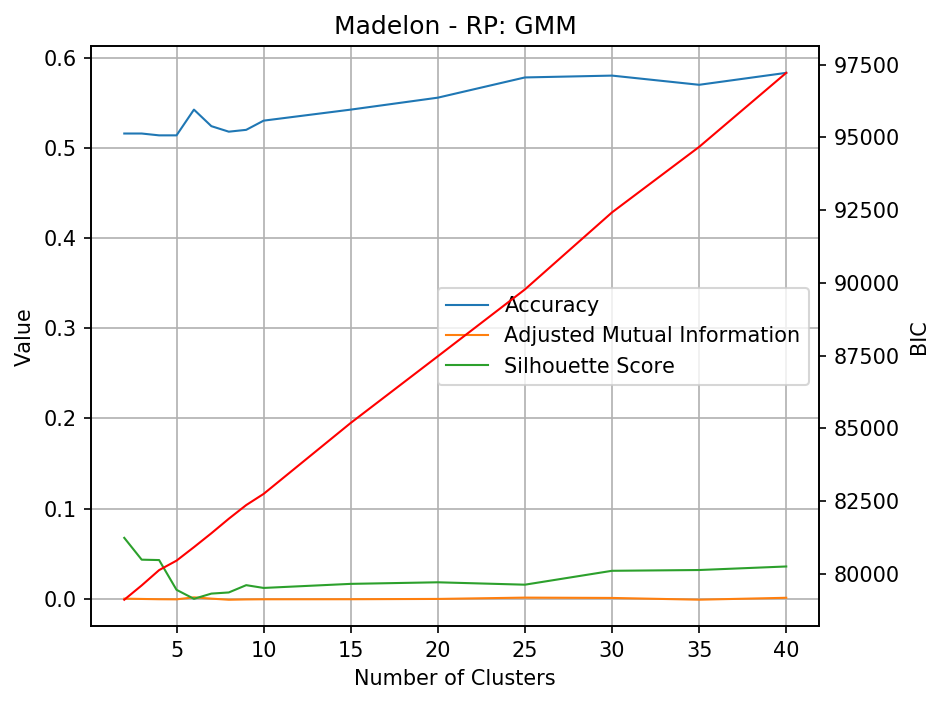 Madelon - RP: GMM
0.6
0.5
0.4
0.3
0.2
0.1
0.0
Value
97500
95000
92500
90000
87500
85000
82500
80000
BIC
Accuracy
Adjusted Mutual Information
Silhouette Score
5 10 15 20 25 30 35 40
Number of Clusters